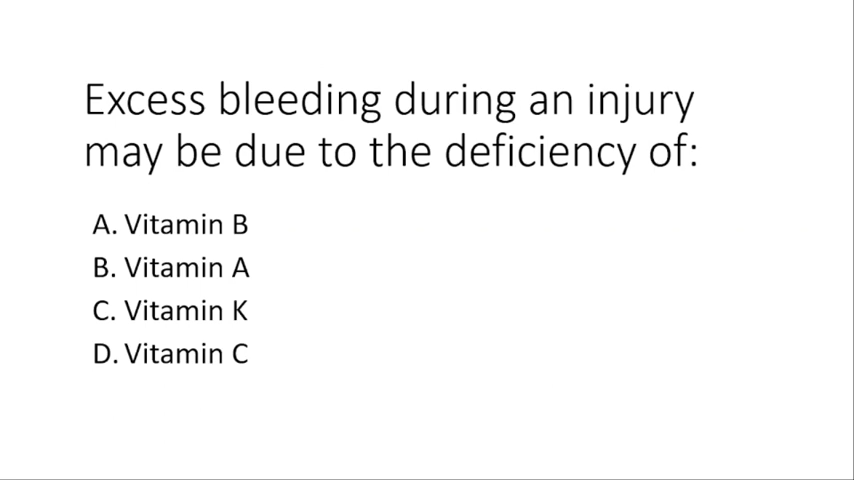 Excess bleeding during an injury
may be due to the deficiency of:
A. Vitamin B
B. Vitamin A
C. Vitamin K
D. Vitamin C